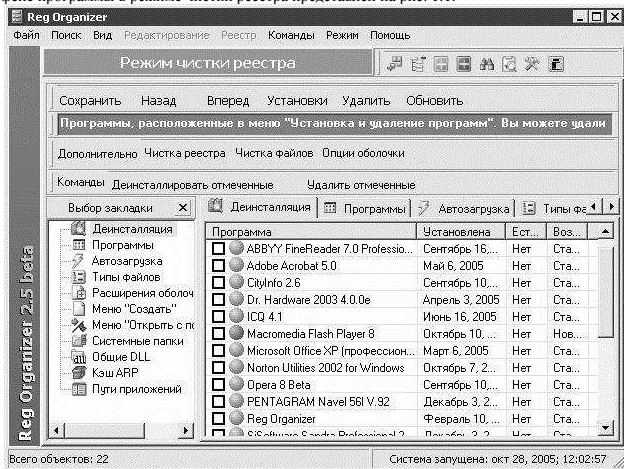 Reg Organizer
Файл Поиск Вид Редактирование Реестр Команды Режим Помощь
Режим чистки реестра
Сохранить Назад Вперед Установки Удалить Обновить
Программы, расположенные в меню "Установка и удаление программ". Вы можете удали
Дополнительно Чистка реестра Чистка файлов Опции оболочки
Команды Деинсталлировать отмеченные Удалить отмеченные
Выбор закладки
Деинсталляция
Программы
Автозагрузка
Типы файлов
Расширения оболоч
Меню "Создать"
Меню "Открыть с по
Системные папки
Общие DLL
Кэш ARP
Пути приложений
Деинсталляция Программы Автозагрузка Типы фа
Программа Установлена Ест... Воз...
ABBYY FineReader 7.0 Professio... Сентябрь 16,... Нет Ста...
Adobe Acrobat 5.0 Май 6, 2005 Нет Ста...
CityInfo 2.6 Сентябрь 10,... Нет Ста...
Dr. Hardware 2003 4.0.0e Апрель 3, 2005 Нет Ста...
ICQ 4.1 Июнь 16, 2005 Нет Ста...
Macromedia Flash Player 8 Октябрь 10, ... Нет Нов...
Microsoft Office XP (профессион... Март 6, 2005 Нет Ста...
Norton Utilities 2002 for Windows Октябрь 7, 2... Нет Ста...
Opera 8 Beta Сентябрь 10,... Нет Ста...
PENTAGRAM Navel 56I V.92 Декабрь 3, 2... Нет Ста...
Reg Organizer Февраль 10, ... Нет Ста...
SiSoftware Sandra Professional 2 Декабрь 3, 2 Нет Ста...
Reg Organizer 2.5 beta
Всего объектов: 22
Система запущена: окт 28, 2005; 12:02:57